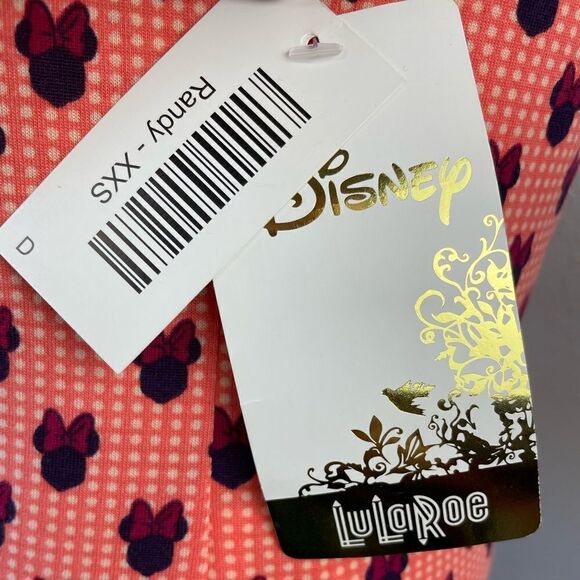 Randy - XXS
D
Disney
LuLaRoe